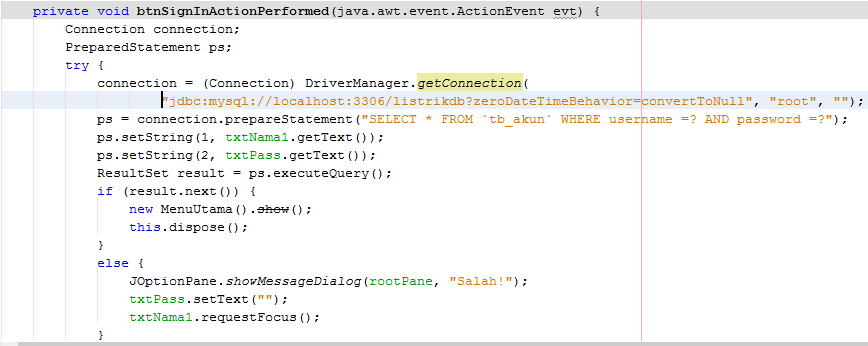 private void btnSignInActionPerformed(java.awt.event.ActionEvent evt) {
Connection connection;
PreparedStatement ps;
try {
connection = (Connection) DriverManager.getConnection(
"jdbc:mysql://localhost:3306/listrikdb?zeroDateTimeBehavior=convertToNull", "root", "");
ps = connection.prepareStatement("SELECT * FROM `tb_akun` WHERE username =? AND password =?");
ps.setString(1, txtNama1.getText());
ps.setString(2, txtPass.getText());
ResultSet result = ps.executeQuery();
if (result.next()) {
new MenuUtama().show();
this.dispose();
}
else {
JOptionPane.showMessageDialog(rootPane, "Salah!");
txtPass.setText("");
txtNama1.requestFocus();
}